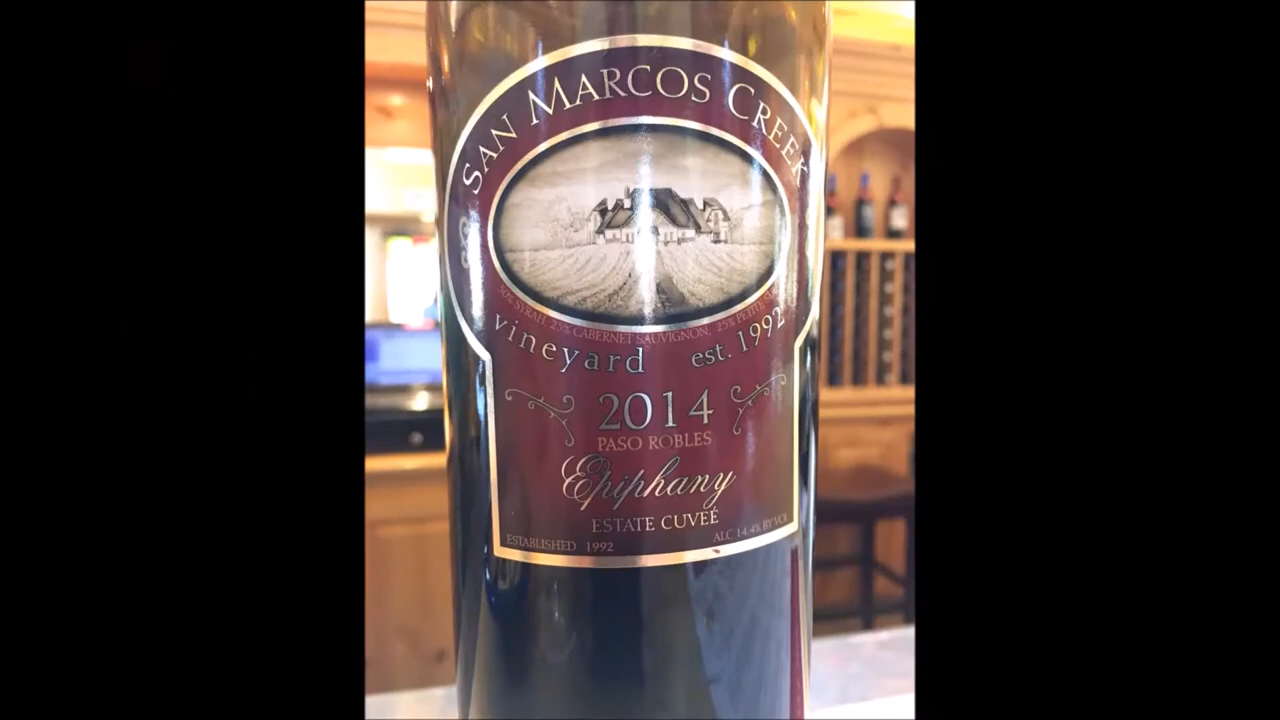 SAN MARCOS CREEK
50% SYRAH, 25% CABERNET SAUVIGNON, 25% PETITE
vineyard est. 1992
2014
PASO ROBLES
Epiphany
ESTATE CUVEÉ
ESTABLISHED 1992
ALC 14.4% BY VOL